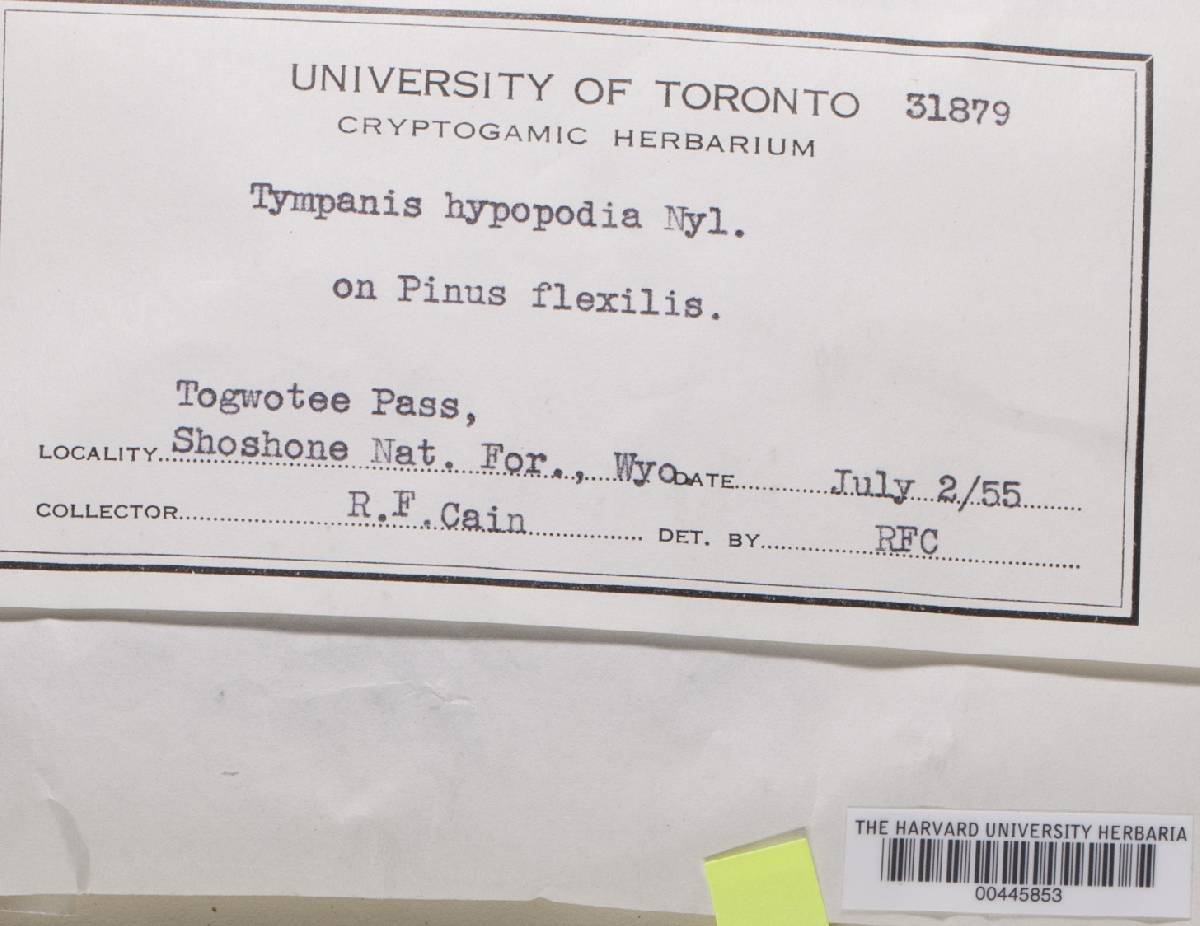 UNIVERSITY OF TORONTO 31879
CRYPTOGAMIC HERBARIUM
Tympanis hypopodia Nyl.
on Pinus flexilis.
Togwotee Pass,
LOCALITY Shoshone Nat. For., Wyo DATE July 2/55
COLLECTOR R.F.Cain DET. BY RFC
THE HARVARD UNIVERSITY HERBARIA
00445853